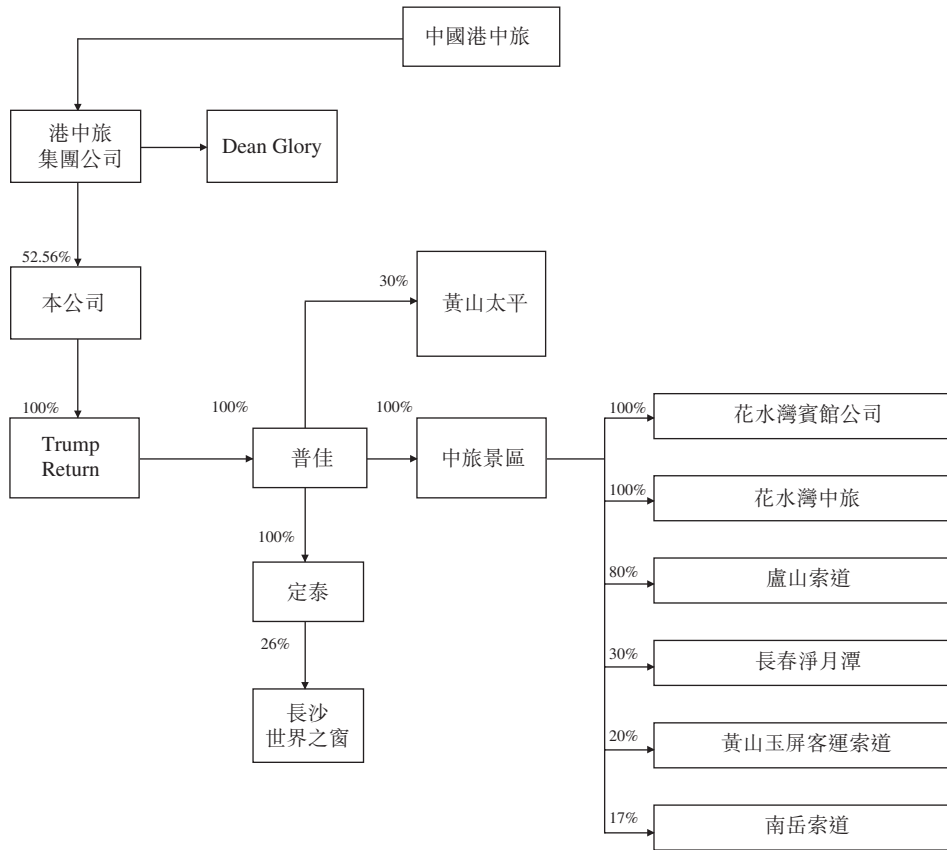 中國港中旅
港中旅
集團公司
Dean Glory
52.56%
本公司
30%
黃山太平
100%
Trump
Return
100%
普佳
100%
中旅景區
100%
花水灣賓館公司
100%
花水灣中旅
80%
盧山索道
30%
長春淨月潭
20%
黃山玉屏客運索道
17%
南岳索道
100%
定泰
26%
長沙
世界之窗